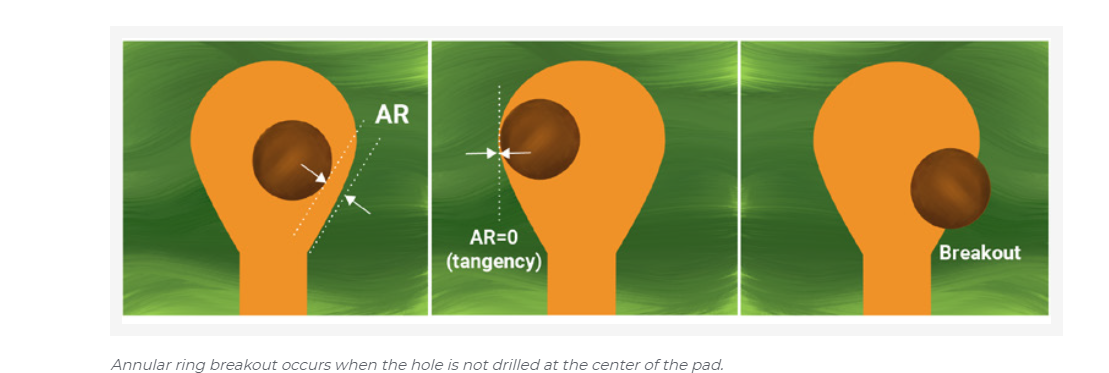 AR
AR=0
(tangency)
Breakout
Annular ring breakout occurs when the hole is not drilled at the center of the pad.